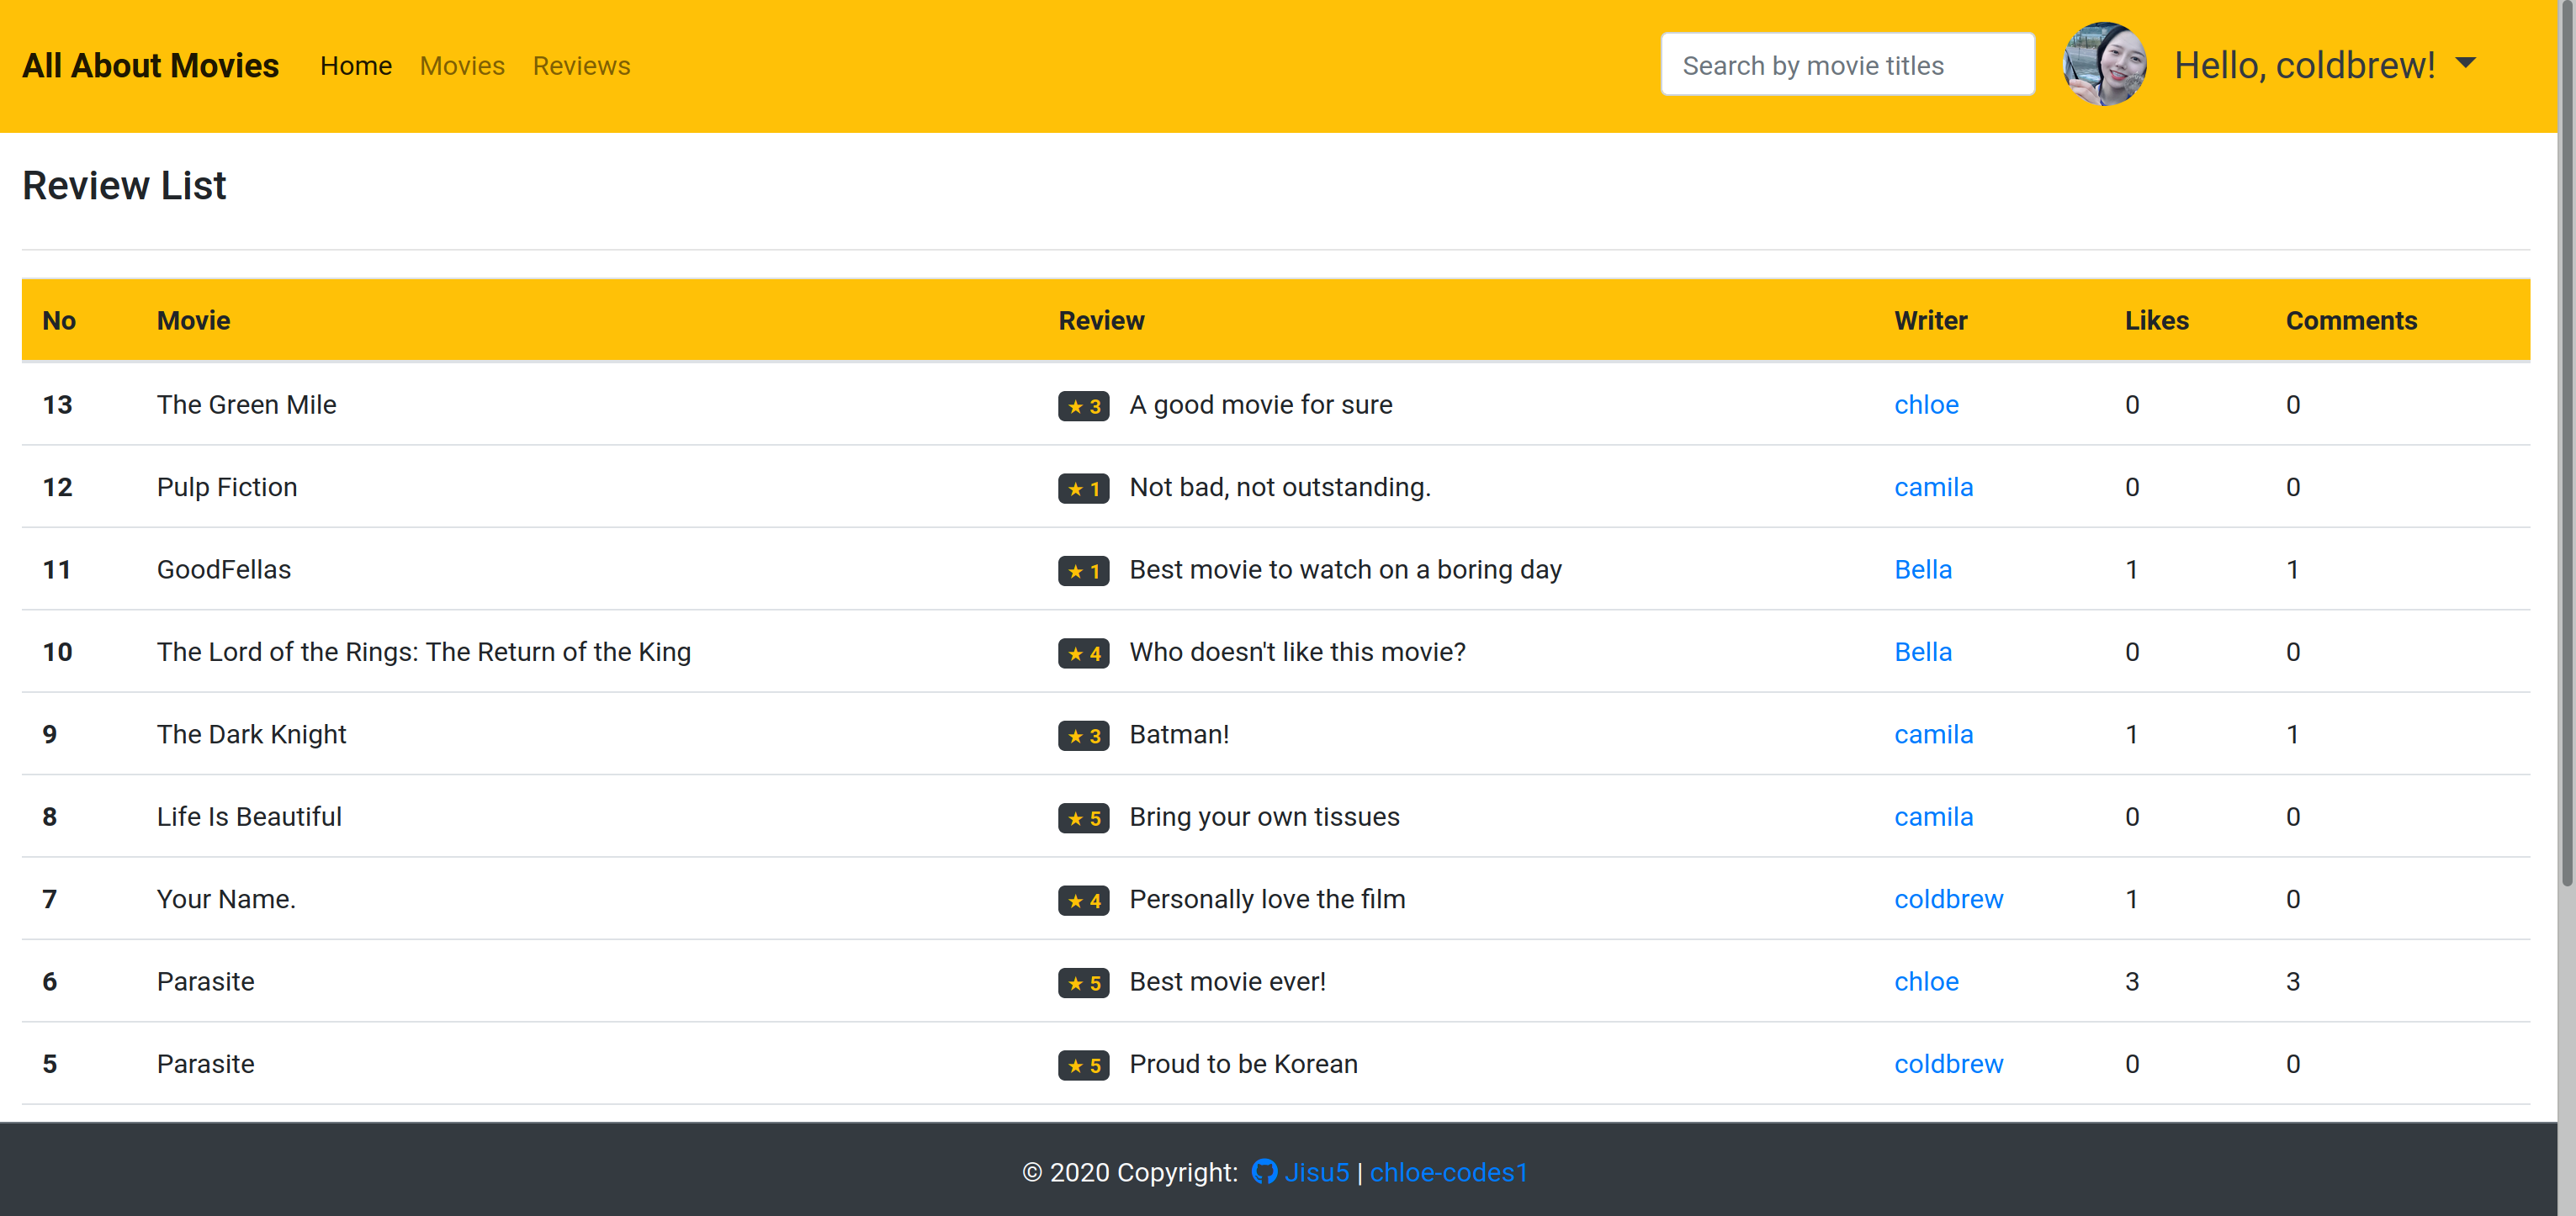 All About Movies Home Movies Reviews Search by movie titles Hello, coldbrew!
Review List
No Movie Review Writer Likes Comments
13 The Green Mile ★ 3 A good movie for sure chloe 0 0
12 Pulp Fiction ★ 1 Not bad, not outstanding. camila 0 0
11 GoodFellas ★ 1 Best movie to watch on a boring day Bella 1 1
10 The Lord of the Rings: The Return of the King ★ 4 Who doesn't like this movie? Bella 0 0
9 The Dark Knight ★ 3 Batman! camila 1 1
8 Life Is Beautiful ★ 5 Bring your own tissues camila 0 0
7 Your Name. ★ 4 Personally love the film coldbrew 1 0
6 Parasite ★ 5 Best movie ever! chloe 3 3
5 Parasite ★ 5 Proud to be Korean coldbrew 0 0
© 2020 Copyright: Jisu5 | chloe-codes1